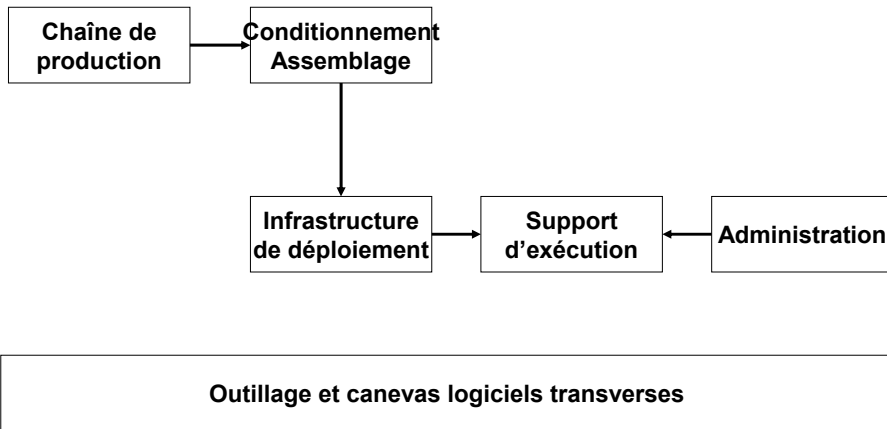 Chaîne de
production
Conditionnement
Assemblage
Infrastructure
de déploiement
Support
d’exécution
Administration
Outillage et canevas logiciels transverses